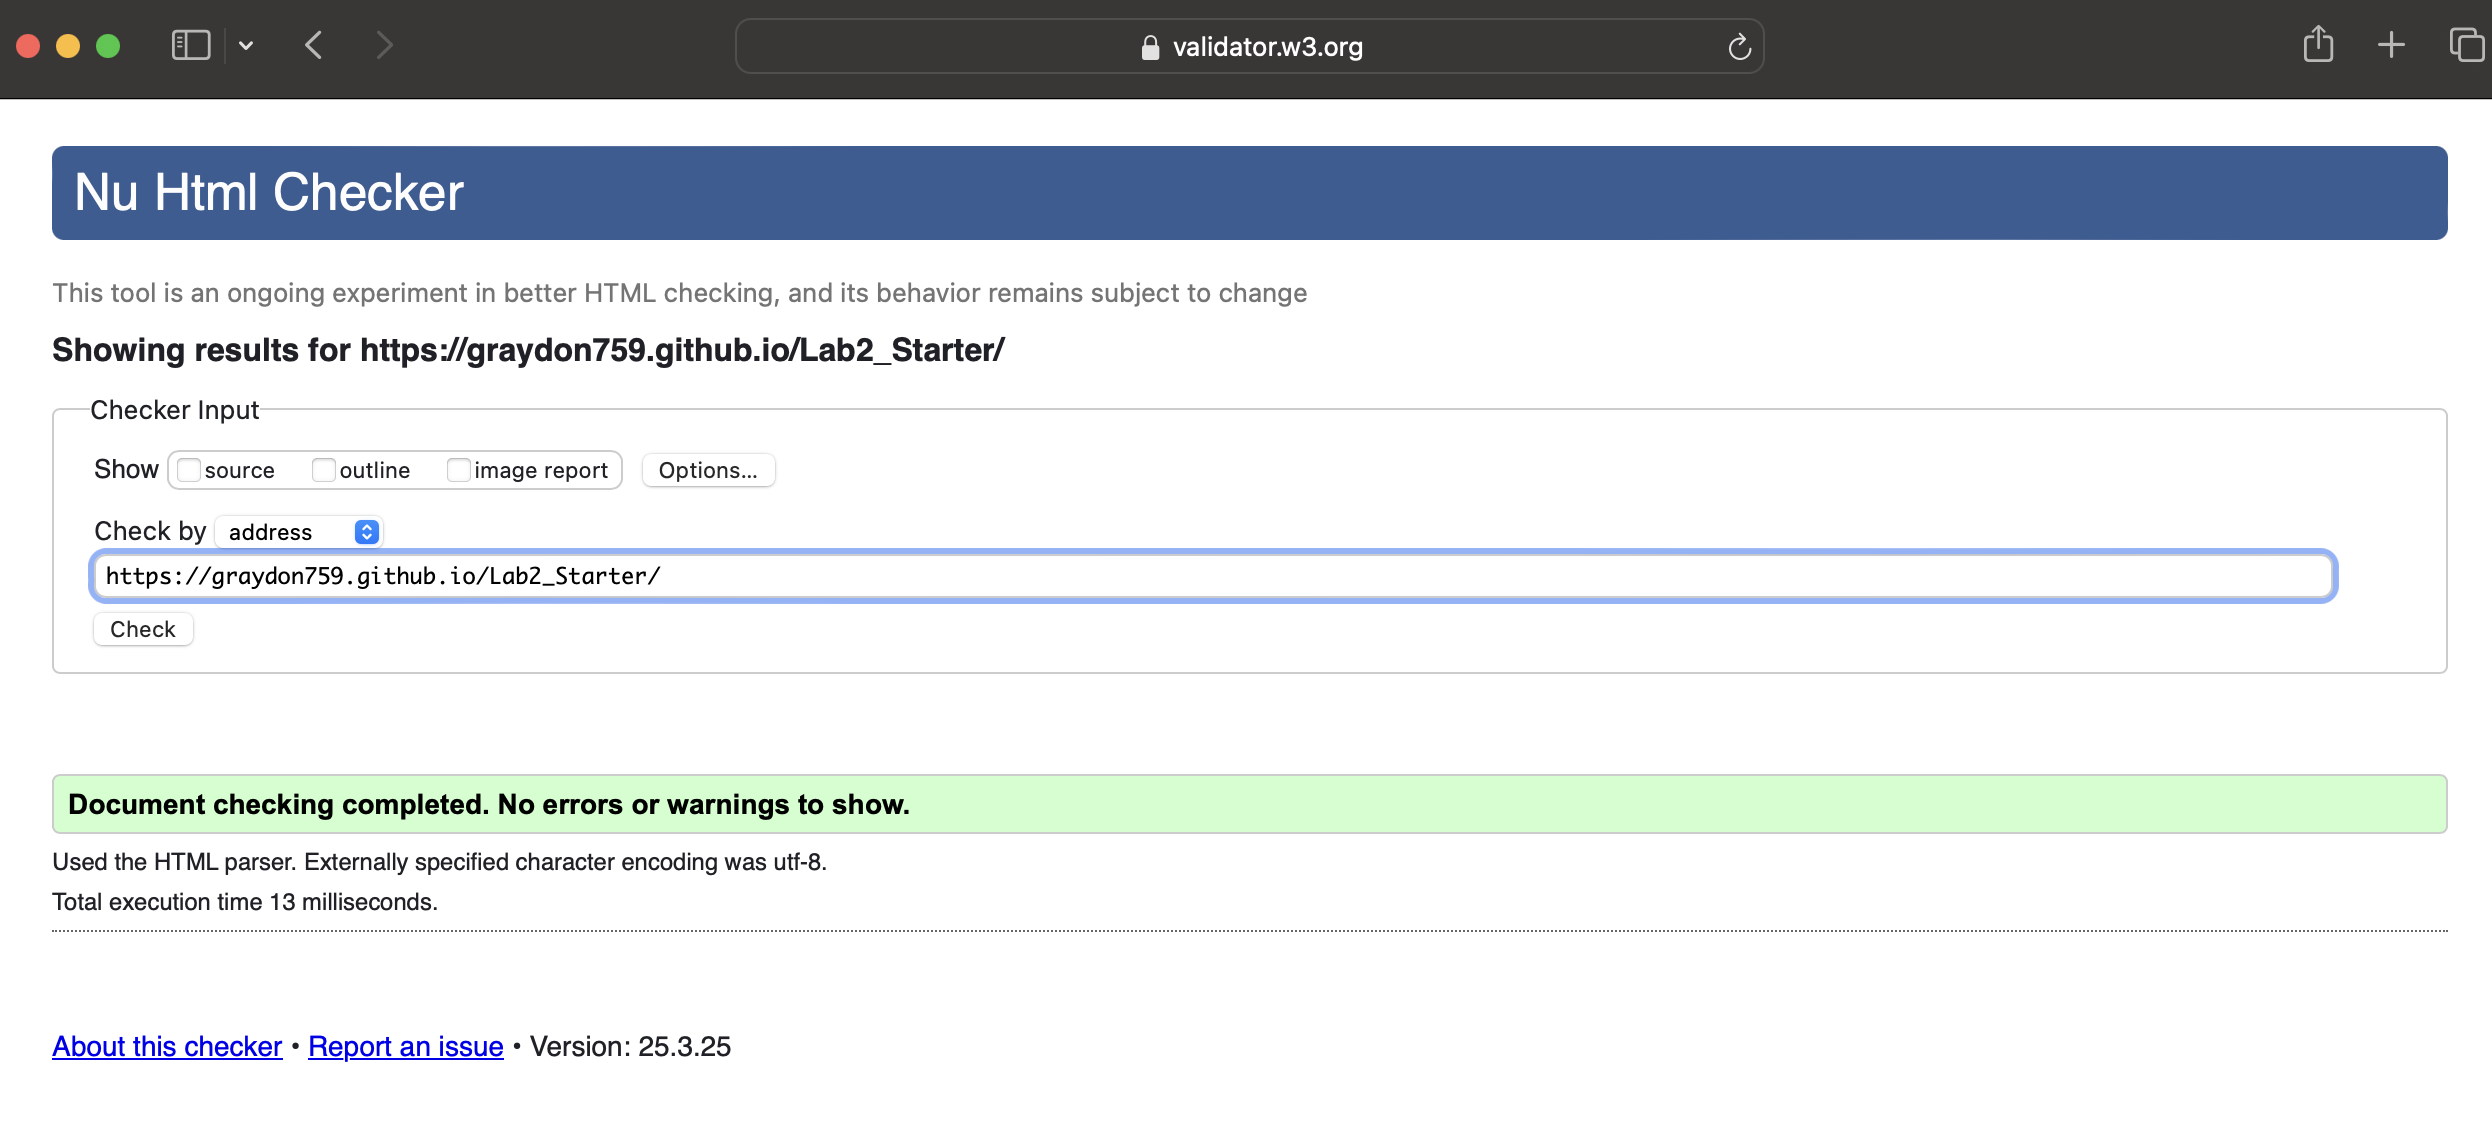 validator.w3.org
Nu Html Checker
This tool is an ongoing experiment in better HTML checking, and its behavior remains subject to change
Showing results for https://graydon759.github.io/Lab2_Starter/
Checker Input
Show source outline image report Options...
Check by address
https://graydon759.github.io/Lab2_Starter/
Check
Document checking completed. No errors or warnings to show.
Used the HTML parser. Externally specified character encoding was utf-8.
Total execution time 13 milliseconds.
About this checker • Report an issue • Version: 25.3.25